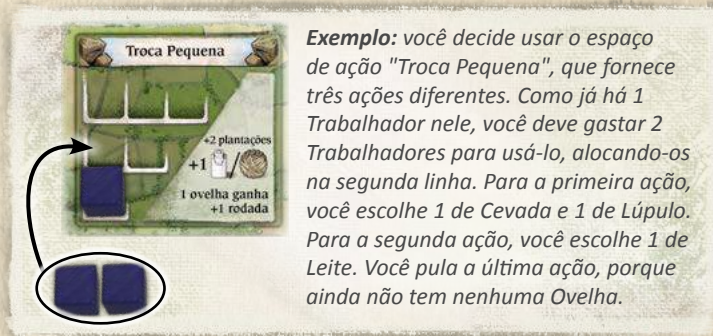 Troca Pequena
+2 plantações
+1 /
1 ovelha ganha
+1 rodada
Exemplo: você decide usar o espaço
de ação "Troca Pequena", que fornece
três ações diferentes. Como já há 1
Trabalhador nele, você deve gastar 2
Trabalhadores para usá-lo, alocando-os
na segunda linha. Para a primeira ação,
você escolhe 1 de Cevada e 1 de Lúpulo.
Para a segunda ação, você escolhe 1 de
Leite. Você pula a última ação, porque
ainda não tem nenhuma Ovelha.